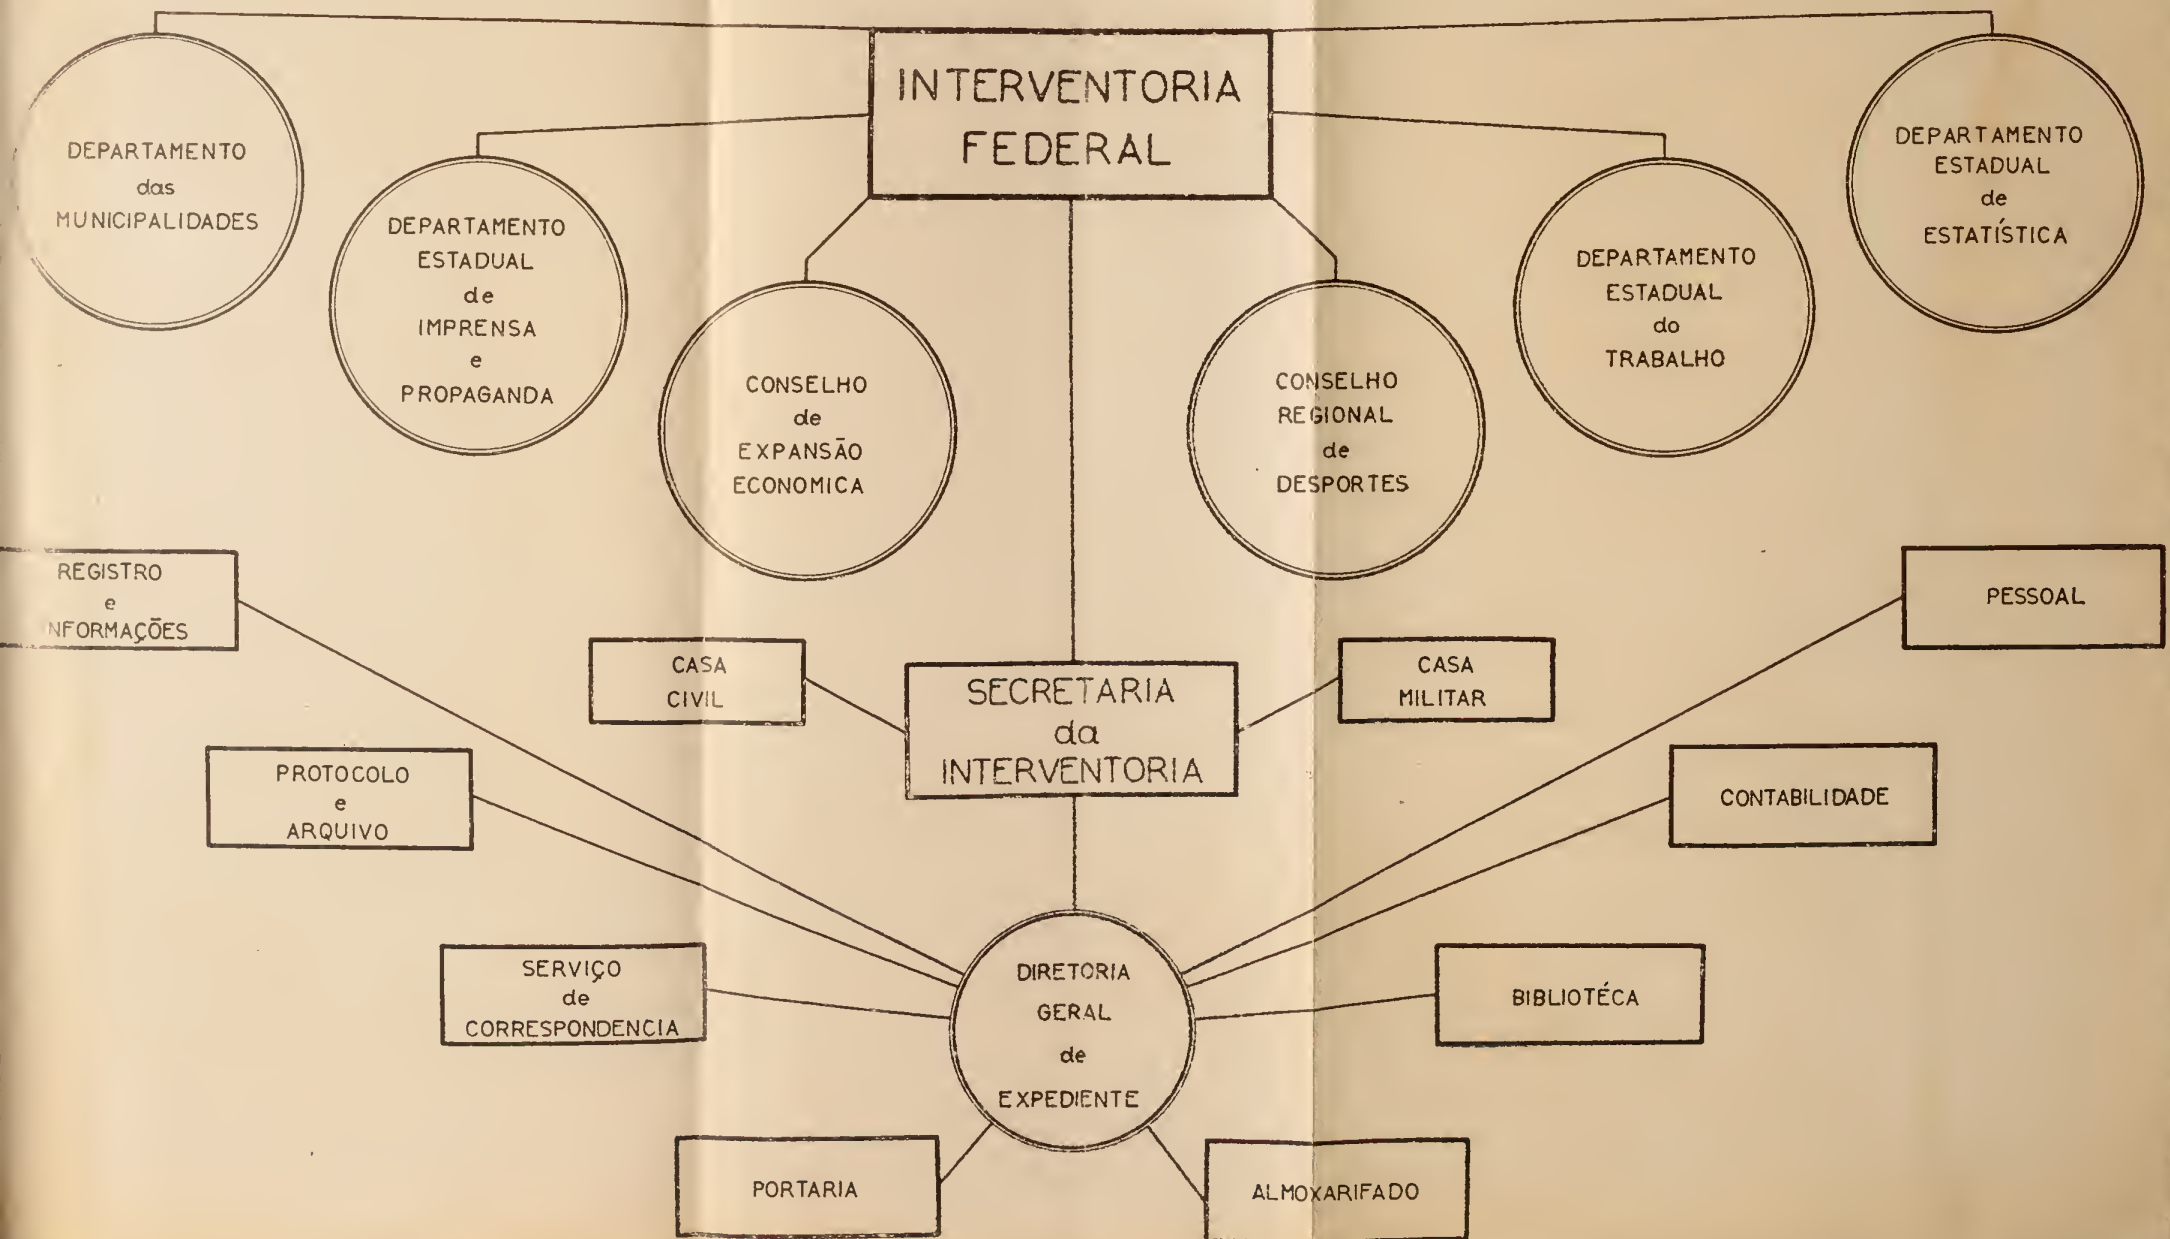 INTERVENTORIA
FEDERAL
DEPARTAMENTO
das
MUNICIPALIDADES
DEPARTAMENTO
ESTADUAL
de
IMPRENSA
e
PROPAGANDA
CONSELHO
de
EXPANSÃO
ECONOMICA
CONSELHO
REGIONAL
de
DESPORTES
DEPARTAMENTO
ESTADUAL
do
TRABALHO
DEPARTAMENTO
ESTADUAL
de
ESTATÍSTICA
REGISTRO
e
NFORMAÇÕES
CASA
CIVIL
SECRETARIA
da
INTERVENTORIA
CASA
MILITAR
PESSOAL
PROTOCOLO
e
ARQUIVO
CONTABILIDADE
SERVIÇO
de
CORRESPONDENCIA
DIRETORIA
GERAL
de
EXPEDIENTE
BIBLIOTÉCA
PORTARIA
ALMOXARIFADO